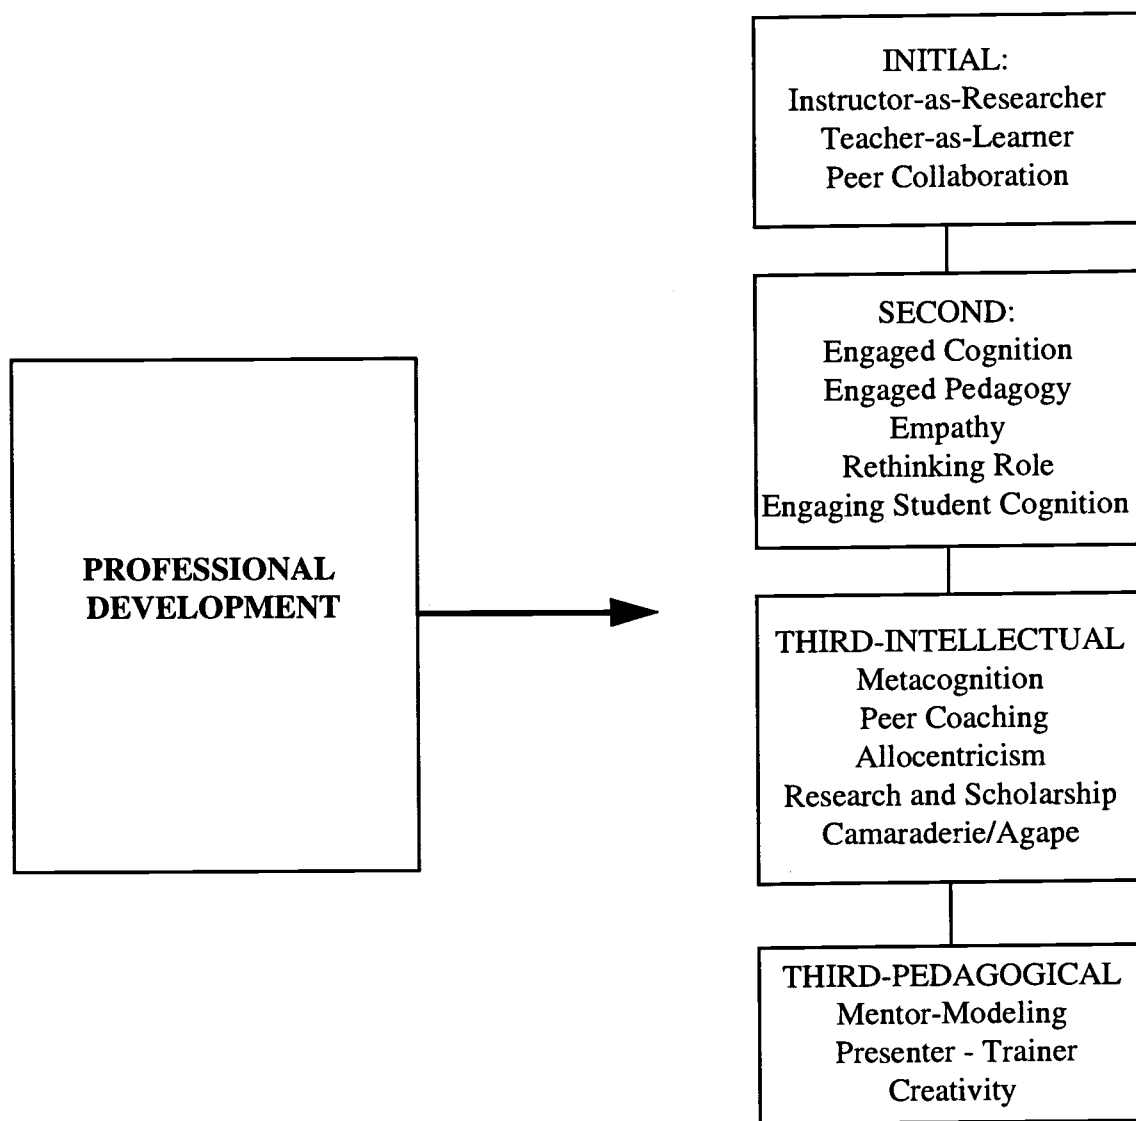 INITIAL:
Instructor-as-Researcher
Teacher-as-Learner
Peer Collaboration
SECOND:
Engaged Cognition
Engaged Pedagogy
Empathy
Rethinking Role
Engaging Student Cognition
PROFESSIONAL
DEVELOPMENT
THIRD-INTELLECTUAL
Metacognition
Peer Coaching
Allocentricism
Research and Scholarship
Camaraderie/Agape
THIRD-PEDAGOGICAL
Mentor-Modeling
Presenter - Trainer
Creativity